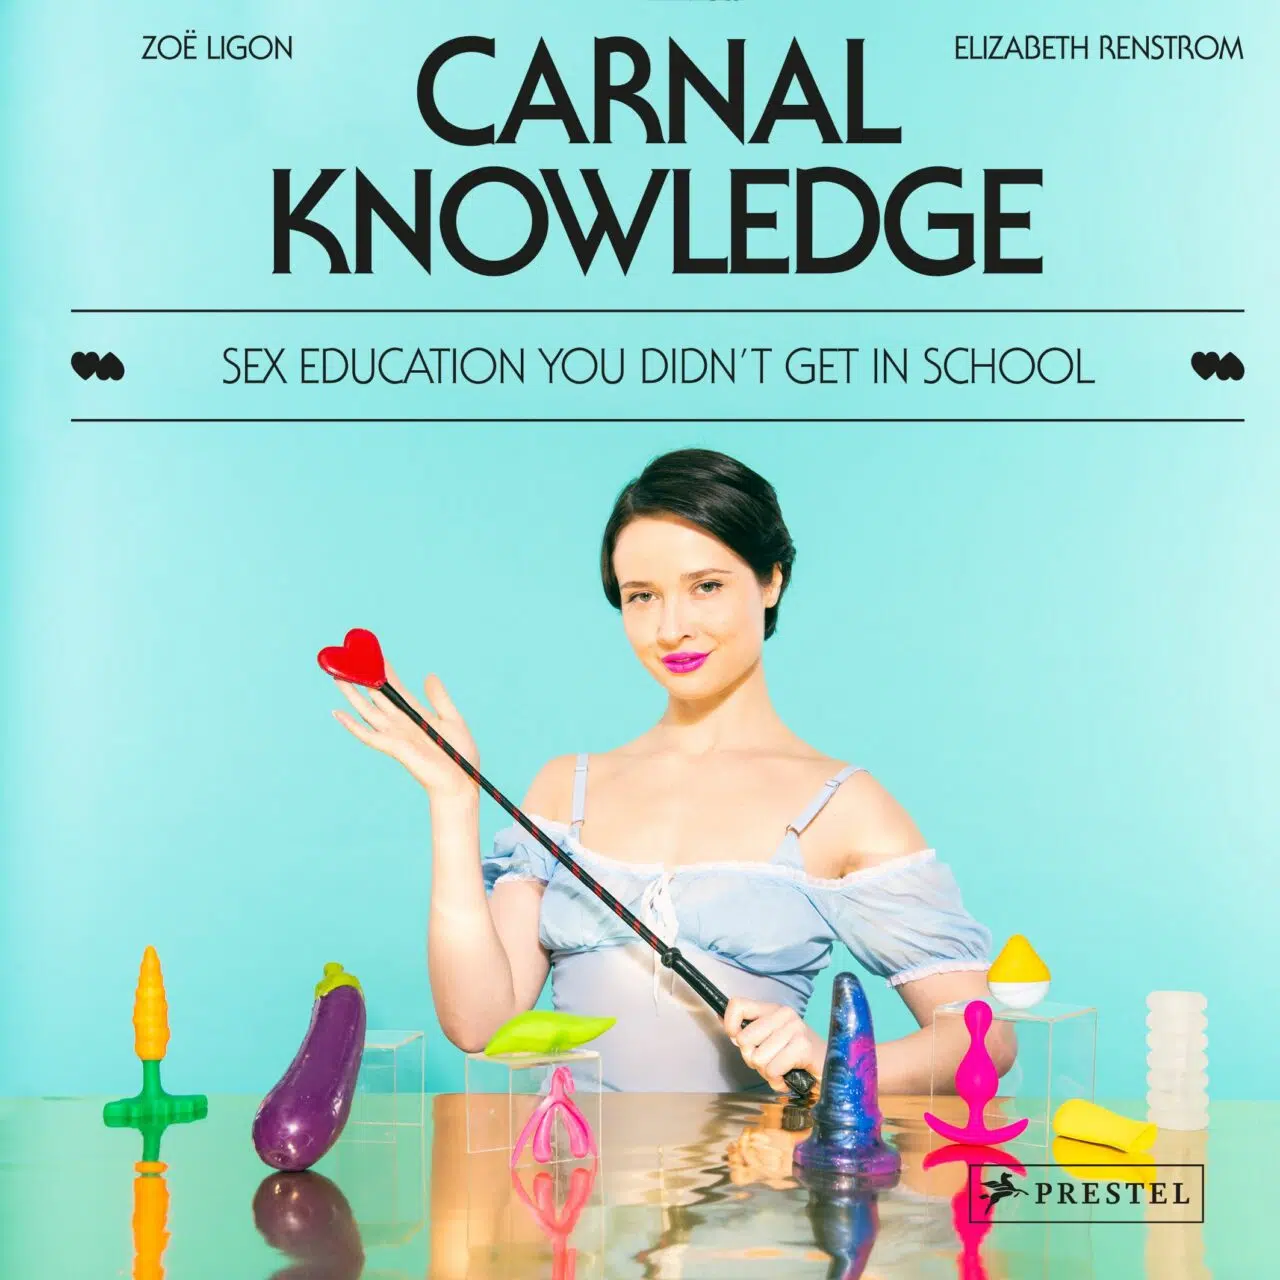 ZOË LIGON
ELIZABETH RENSTROM
CARNAL
KNOWLEDGE
SEX EDUCATION YOU DIDN'T GET IN SCHOOL
PRESTEL